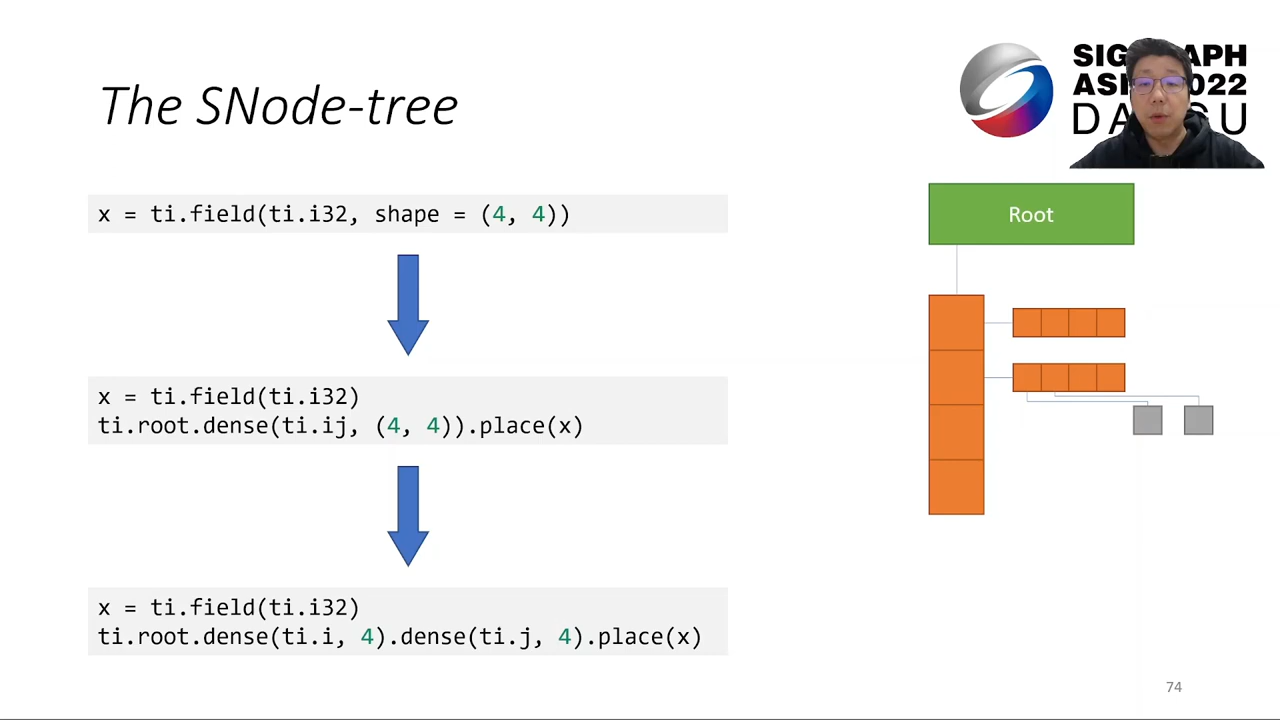 The SNode-tree
x = ti.field(ti.i32, shape = (4, 4))
x = ti.field(ti.i32)
ti.root.dense(ti.ij, (4, 4)).place(x)
x = ti.field(ti.i32)
ti.root.dense(ti.i, 4).dense(ti.j, 4).place(x)
Root
74